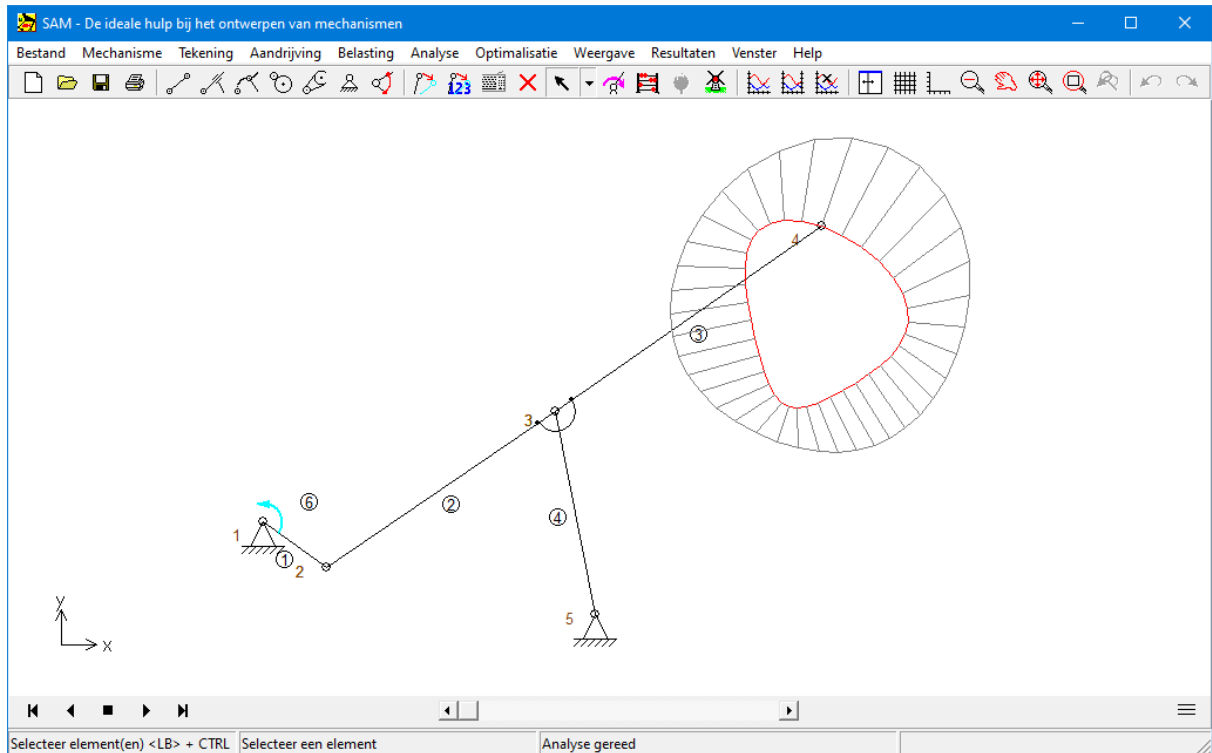 SAM - De ideale hulp bij het ontwerpen van mechanismen
Bestand Mechanisme Tekening Aandrijving Belasting Analyse Optimalisatie Weergave Resultaten Venster Help
123
4
3
3
6
2
1
4
1
2
5
y
x
Selecteer element(en) <LB> + CTRL Selecteer een element Analyse gereed